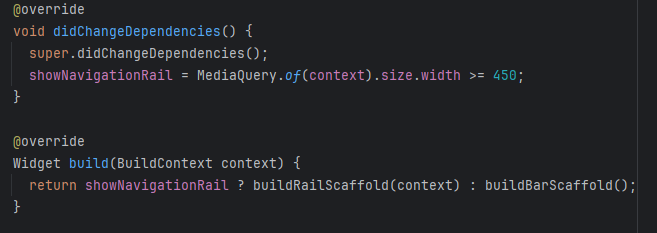 @override
void didChangeDependencies() {
  super.didChangeDependencies();
  showNavigationRail = MediaQuery.of(context).size.width >= 450;
}

@override
Widget build(BuildContext context) {
  return showNavigationRail ? buildRailScaffold(context) : buildBarScaffold();
}